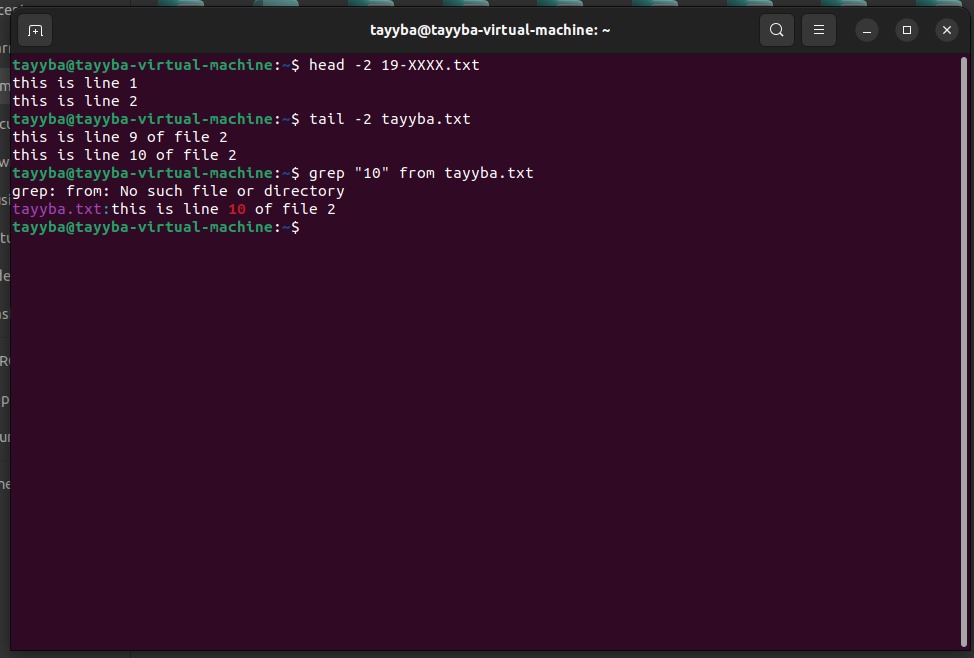 tayyba@tayyba-virtual-machine: ~
tayyba@tayyba-virtual-machine:~$ head -2 19-XXXX.txt
this is line 1
this is line 2
tayyba@tayyba-virtual-machine:~$ tail -2 tayyba.txt
this is line 9 of file 2
this is line 10 of file 2
tayyba@tayyba-virtual-machine:~$ grep "10" from tayyba.txt
grep: from: No such file or directory
tayyba.txt:this is line 10 of file 2
tayyba@tayyba-virtual-machine:~$